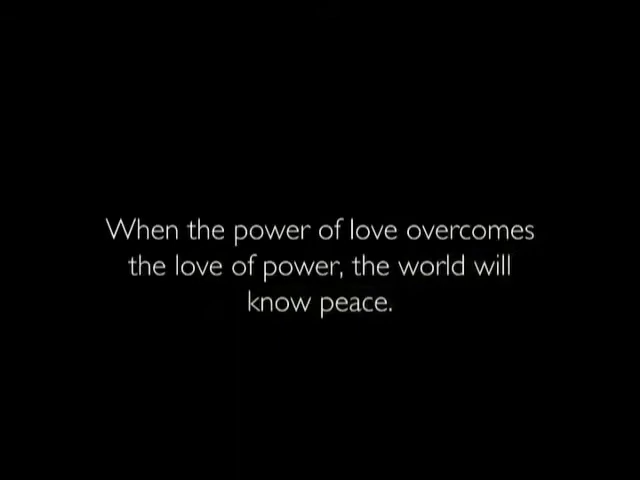 When the power of love overcomes
the love of power, the world will
know peace.